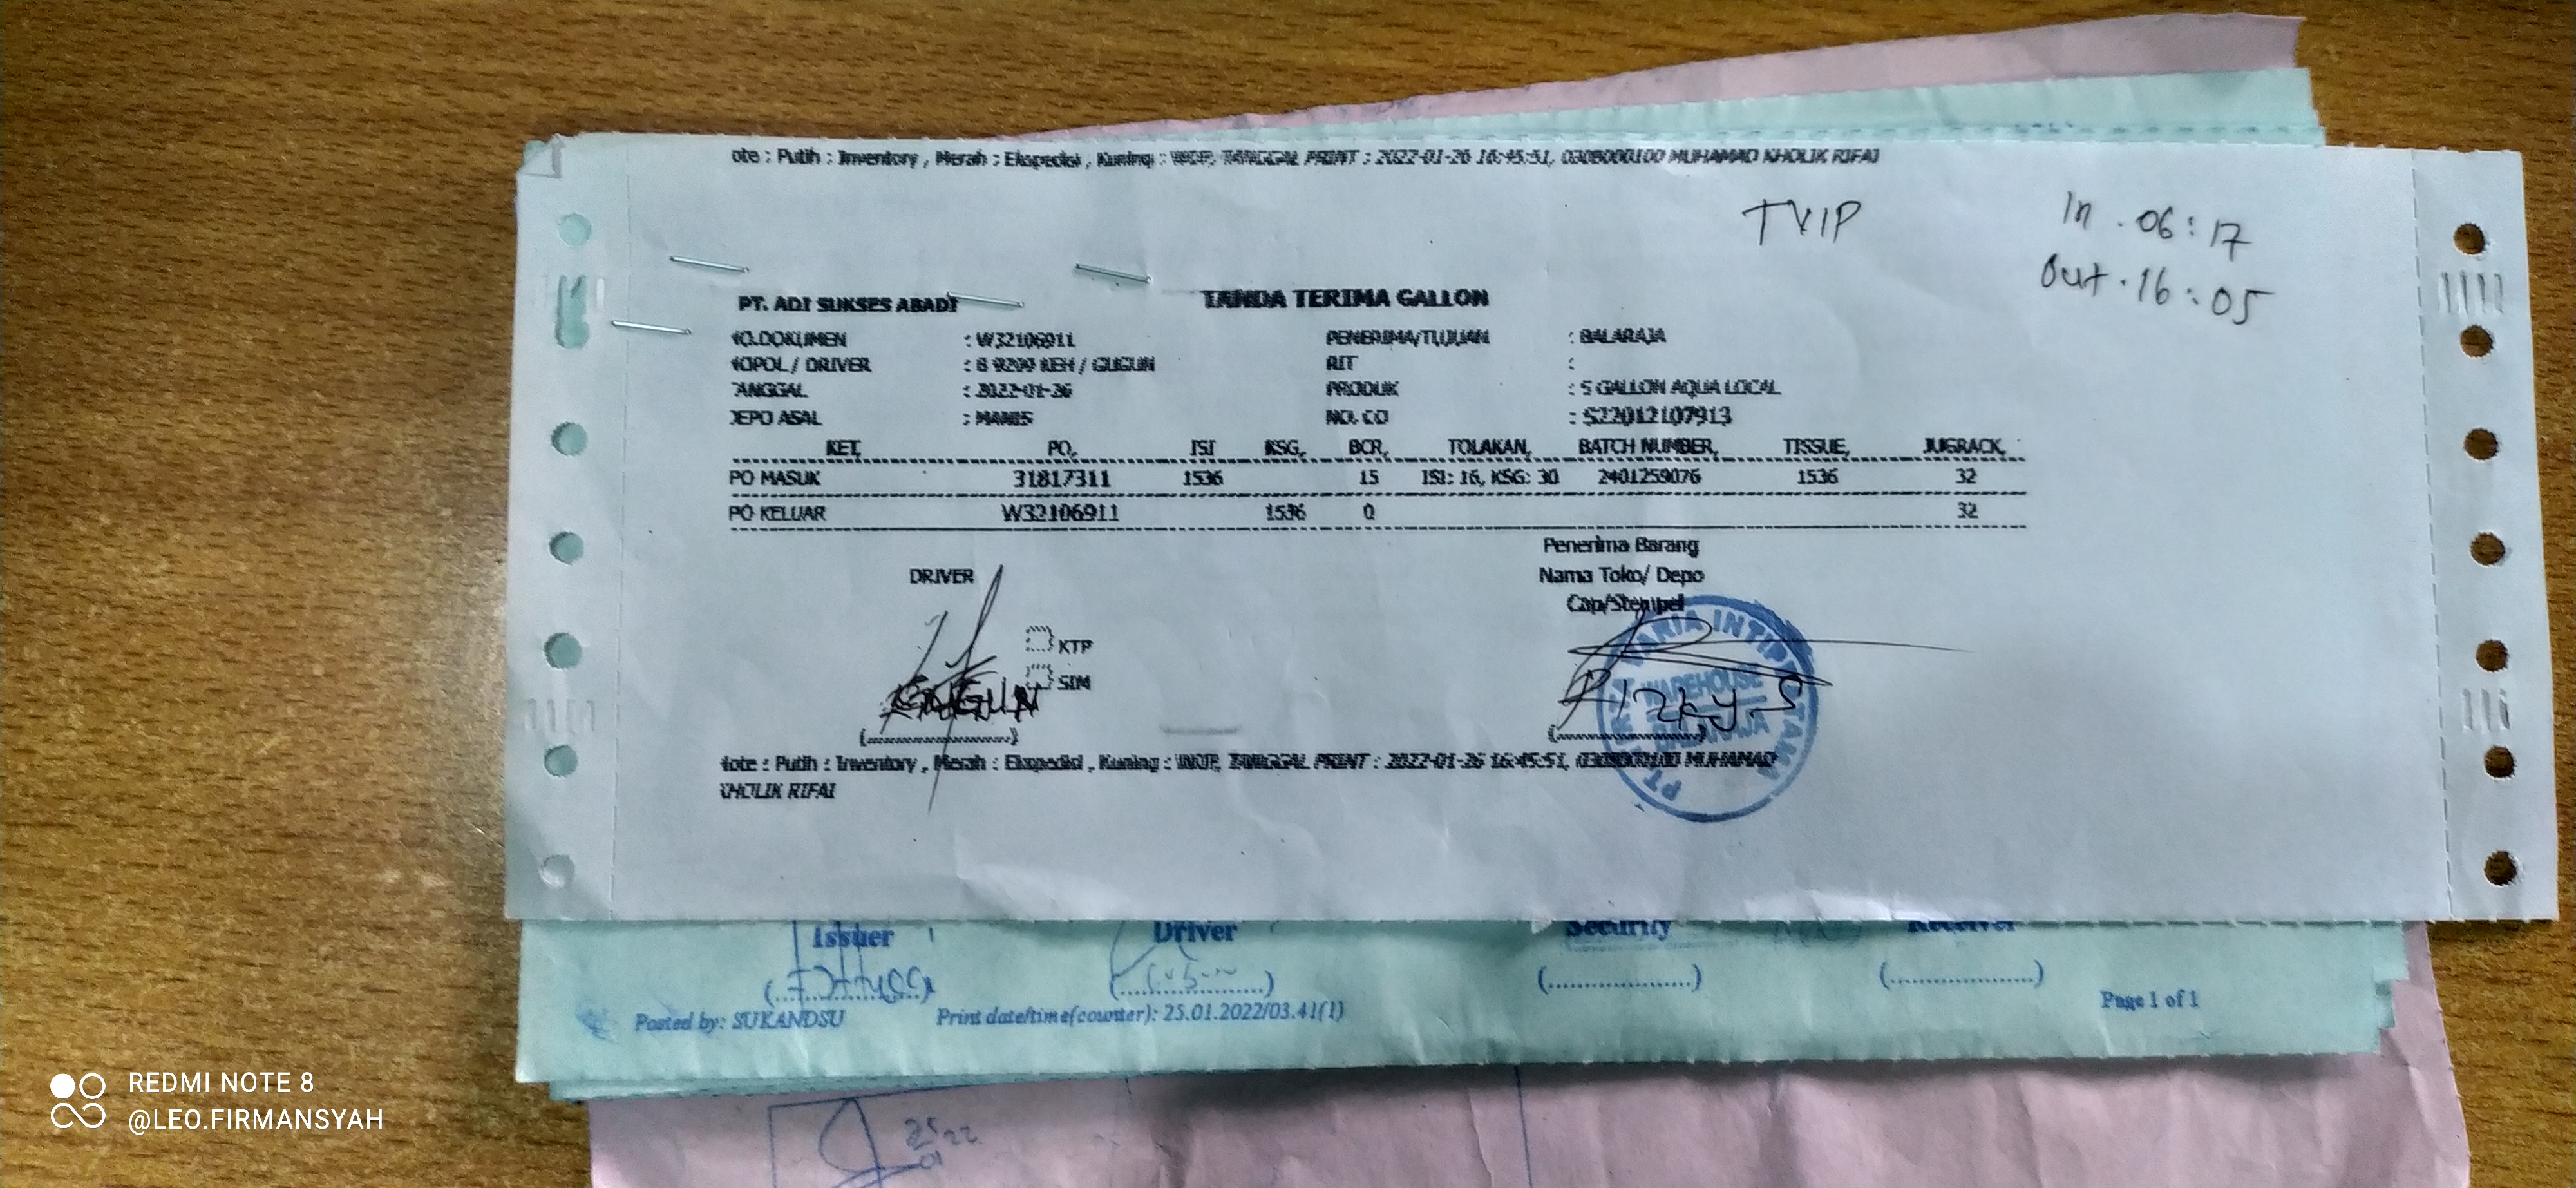 ote : Putih : Inventory , Merah : Ekspedisi , Kuning : WOP, TANGGAL PRINT : 2022-01-26 16:45:51, 0308000100 MUHAMAD KHOLIK RIFAI
TVIP
In . 06:17
Out . 16:05
PT. ADI SUKSES ABADI
TANDA TERIMA GALLON
NO.DOKUMEN : W32106911 PENERIMA/TUJUAN : BALARAJA
NOPOL / DRIVER : B 9299 KEH / GUGUN RIT :
TANGGAL : 2022-01-26 PRODUK : 5 GALLON AQUA LOCAL
DEPO ASAL : MANIS NO. CO : S22012107913
KET, PO, ISI KSG, BCR, TOLAKAN, BATCH NUMBER, TISSUE, JUGRACK,
PO MASUK 31817311 1536 15 ISI: 16, KSG: 30 2401259076 1536 32
PO KELUAR W32106911 1536 0 32
Penerima Barang
DRIVER Nama Toko/ Depo
Cap/Stempel
KTP
SIM
GUGUN
Rizky S
PT. TIRTA VARIA INTIPRATAMA
WAREHOUSE
BALARAJA
Note : Putih : Inventory , Merah : Ekspedisi , Kuning : WOP, TANGGAL PRINT : 2022-01-26 16:45:51, 0308000100 MUHAMAD
KHOLIK RIFAI
Issuer Driver Security Receiver
Posted by: SUKANDSU Print date/time(counter): 25.01.2022/03.41(1) Page 1 of 1
REDMI NOTE 8
@LEO.FIRMANSYAH